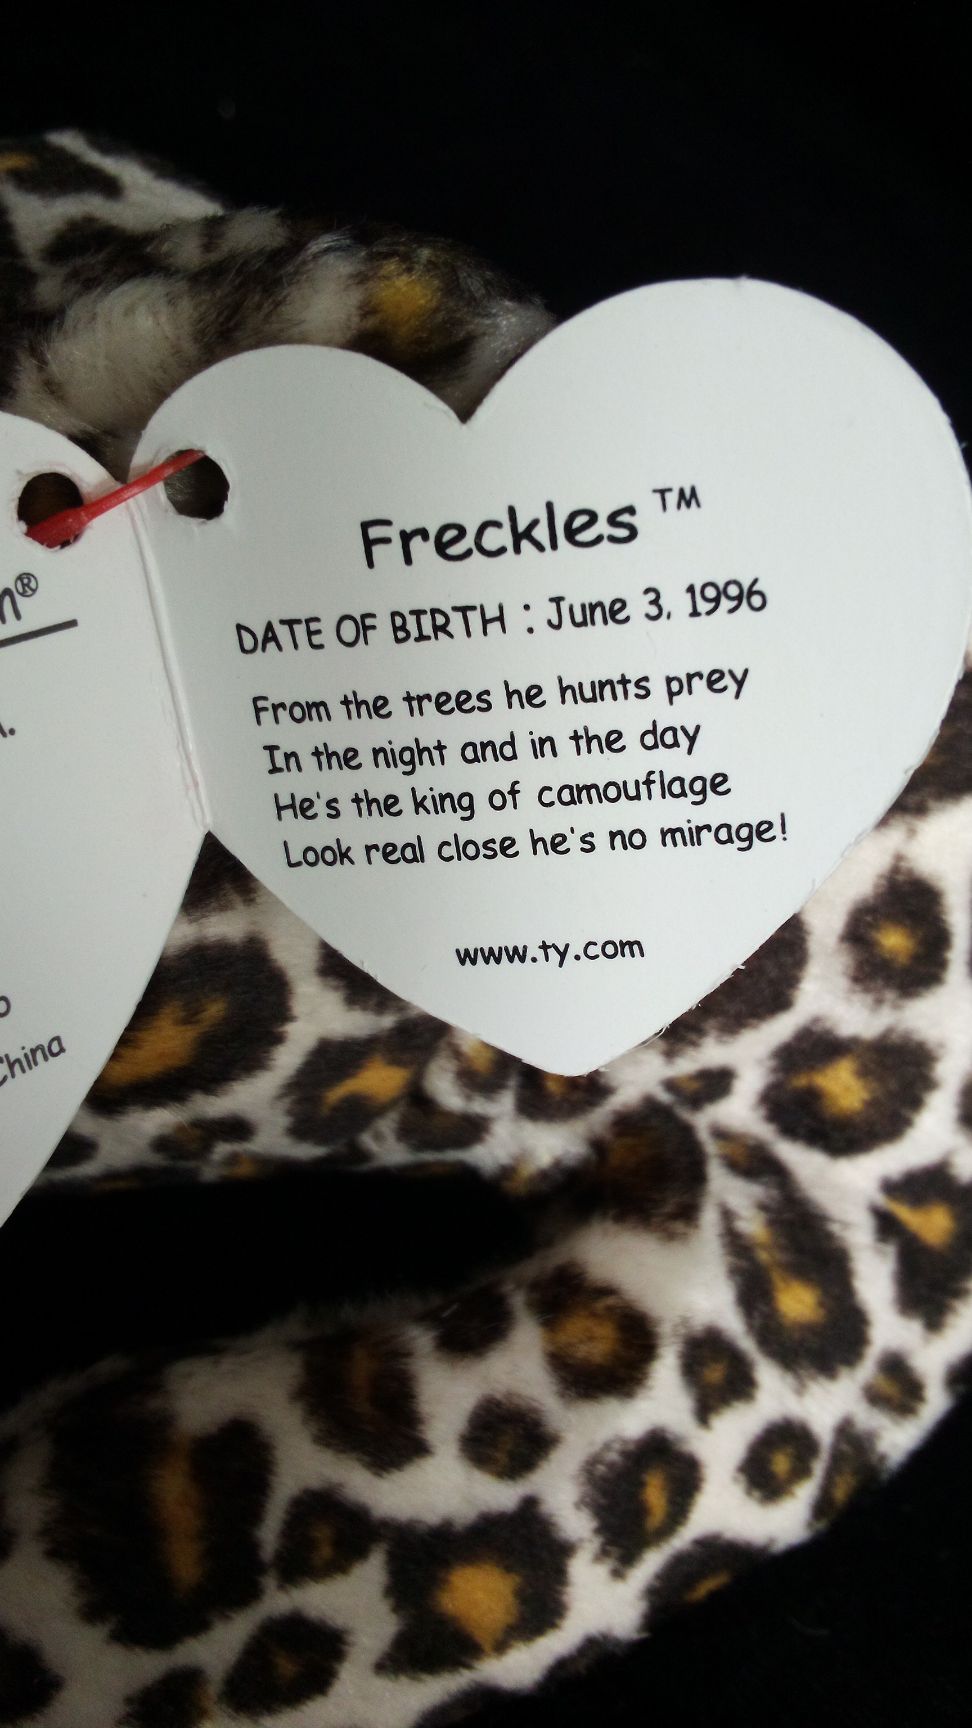 Freckles ™
DATE OF BIRTH : June 3, 1996
From the trees he hunts prey
In the night and in the day
He's the king of camouflage
Look real close he's no mirage!
www.ty.com
®
China